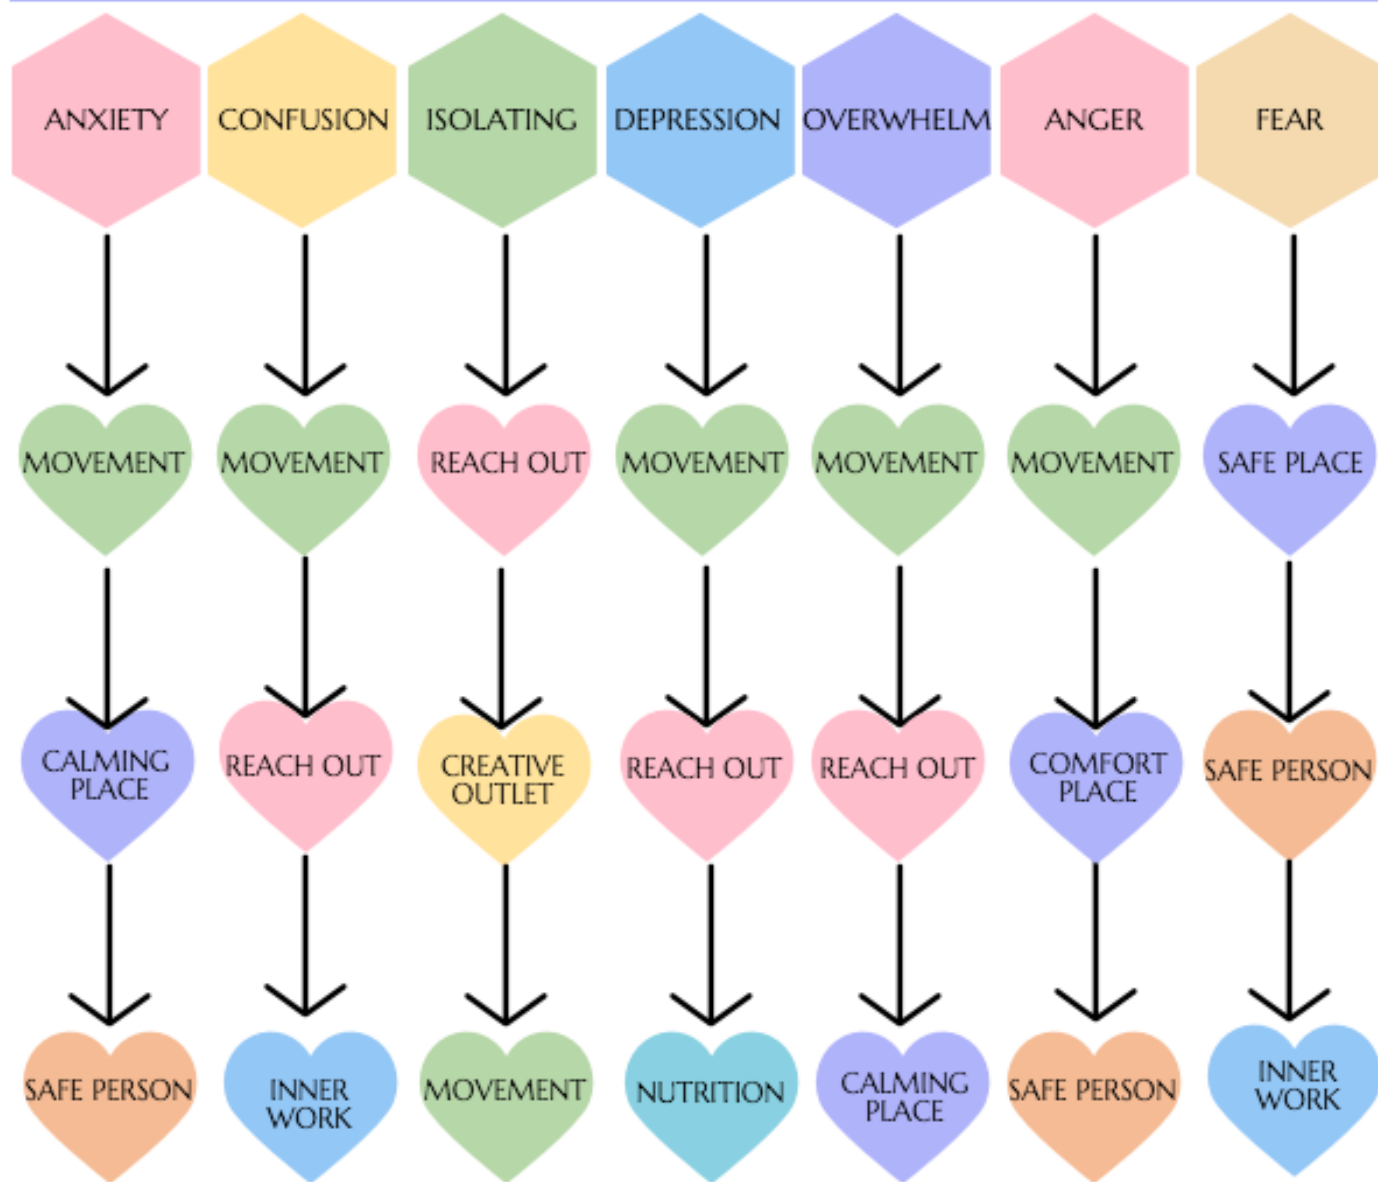 ANXIETY
CONFUSION
ISOLATING
DEPRESSION
OVERWHELM
ANGER
FEAR
MOVEMENT
MOVEMENT
REACH OUT
MOVEMENT
MOVEMENT
MOVEMENT
SAFE PLACE
CALMING
PLACE
REACH OUT
CREATIVE
OUTLET
REACH OUT
REACH OUT
COMFORT
PLACE
SAFE PERSON
SAFE PERSON
INNER
WORK
MOVEMENT
NUTRITION
CALMING
PLACE
SAFE PERSON
INNER
WORK